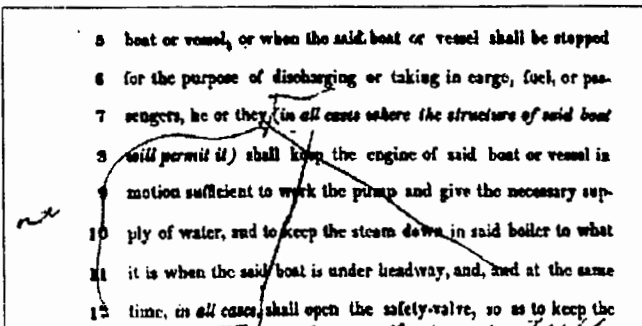 5 boat or vessel, or when the said boat or vessel shall be stopped
6 for the purpose of discharging or taking in cargo, fuel, or pas-
7 sengers, he or they, (in all cases where the structure of said boat
8 will permit it) shall keep the engine of said boat or vessel in
9 motion sufficient to work the pump and give the necessary sup-
10 ply of water, and to keep the steam down in said boiler to what
11 it is when the said boat is under headway, and, and at the same
12 time, in all cases, shall open the safety-valve, so as to keep the